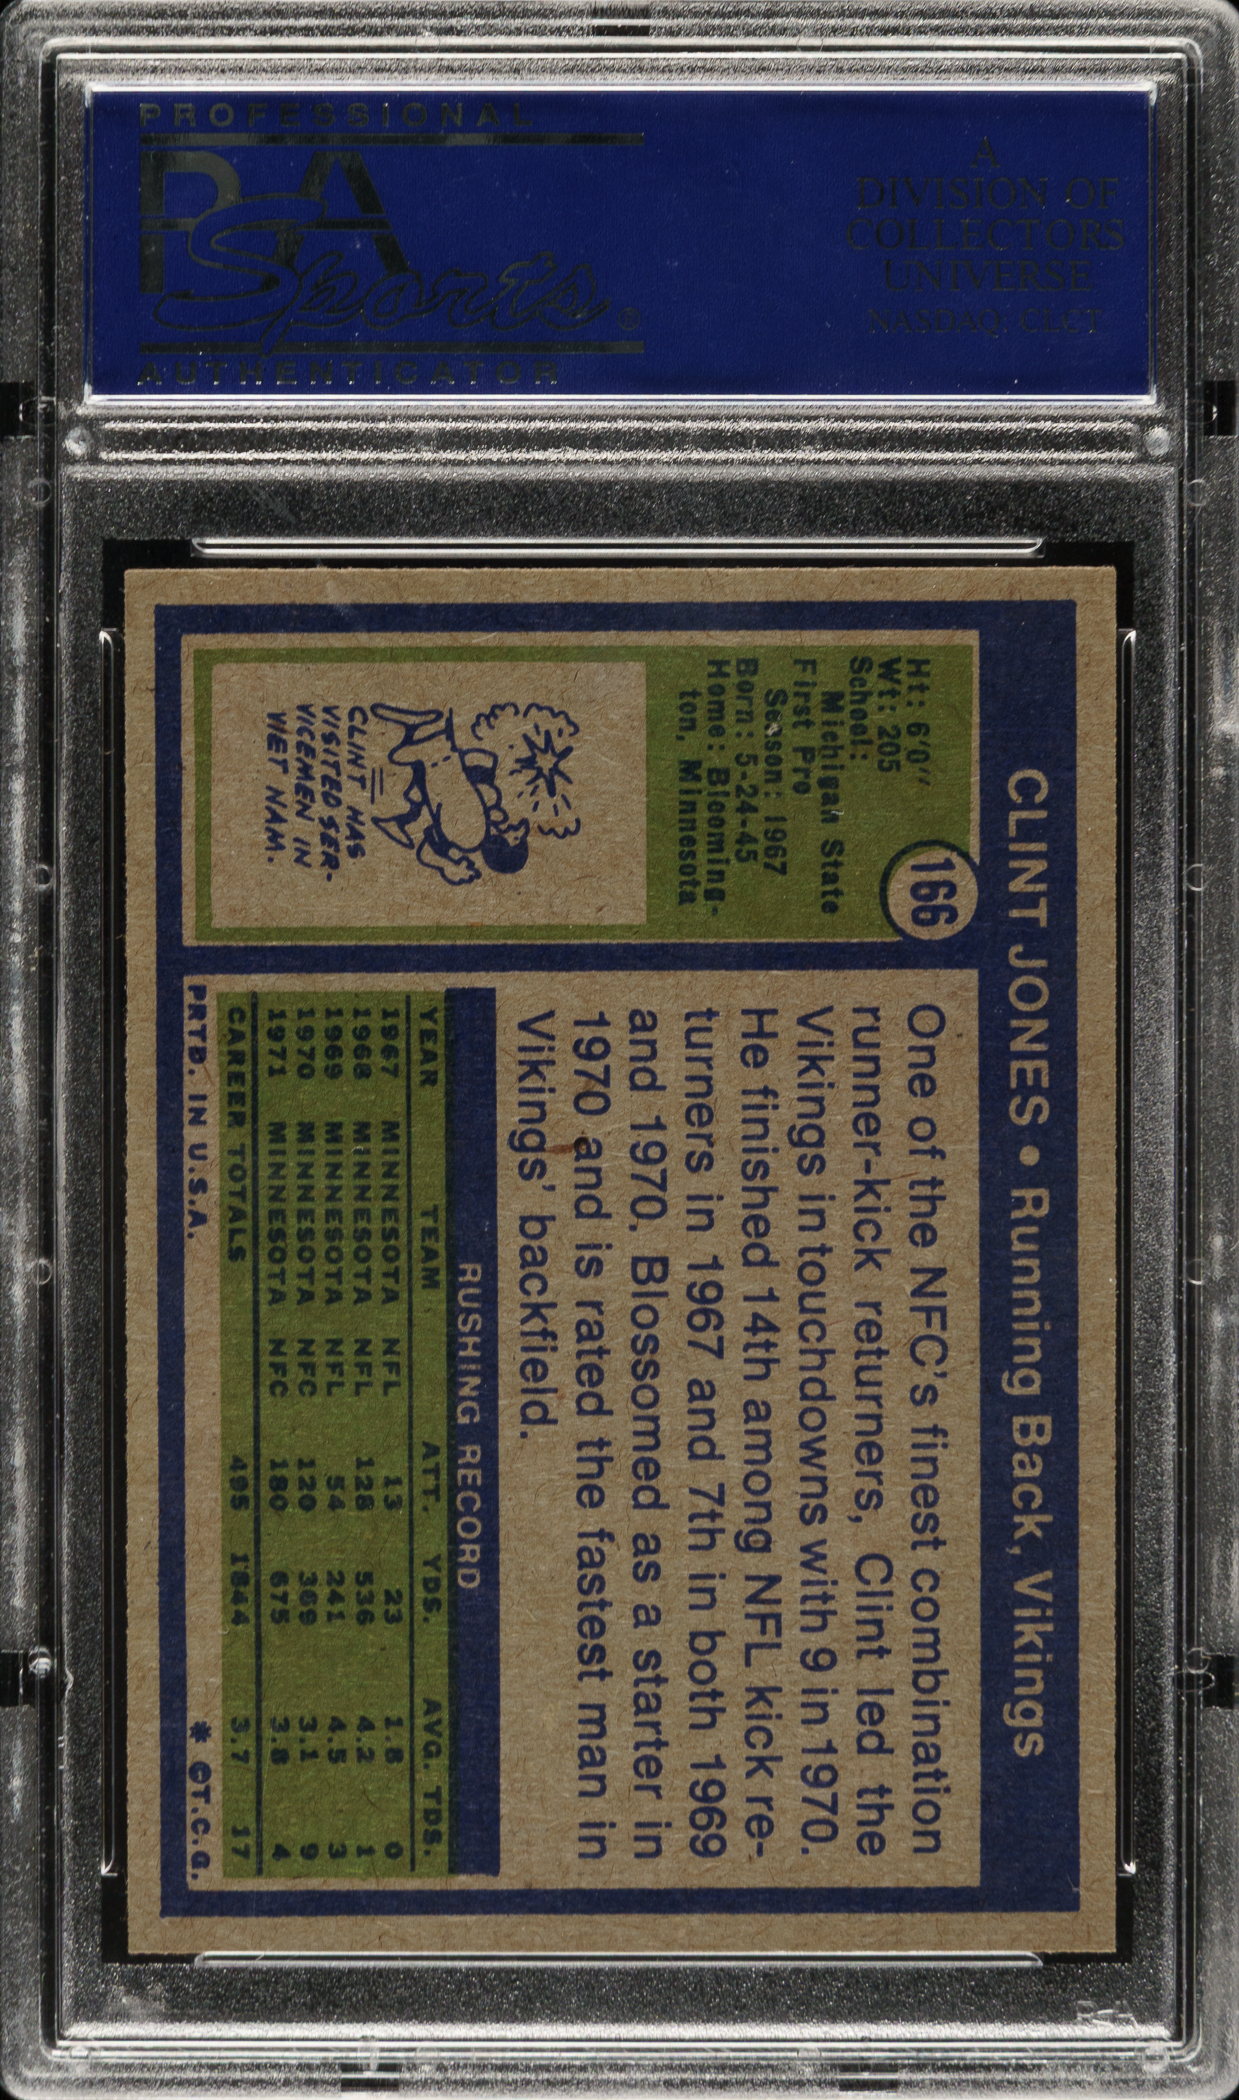 PROFESSIONAL
PSA
Sports®
AUTHENTICATOR
A
DIVISION OF
COLLECTORS
UNIVERSE
NASDAQ: CLCT
CLINT JONES • Running Back, Vikings
166
Ht: 6'0"
Wt: 205
School:
Michigan State
First Pro
Season: 1967
Born: 5-24-45
Home: Blooming-
ton, Minnesota
CLINT HAS
VISITED SER-
VICEMEN IN
VIET NAM.
One of the NFC's finest combination
runner-kick returners, Clint led the
Vikings in touchdowns with 9 in 1970.
He finished 14th among NFL kick re-
turners in 1967 and 7th in both 1969
and 1970. Blossomed as a starter in
1970 and is rated the fastest man in
Vikings' backfield.
RUSHING RECORD
YEAR TEAM ATT. YDS. AVG. TDS.
1967 MINNESOTA NFL 13 23 1.8 0
1968 MINNESOTA NFL 128 536 4.2 1
1969 MINNESOTA NFL 54 241 4.5 3
1970 MINNESOTA NFC 120 369 3.1 9
1971 MINNESOTA NFC 180 675 3.8 4
CAREER TOTALS 495 1844 3.7 17
PRTD. IN U.S.A. * ©T.C.G.
PSA